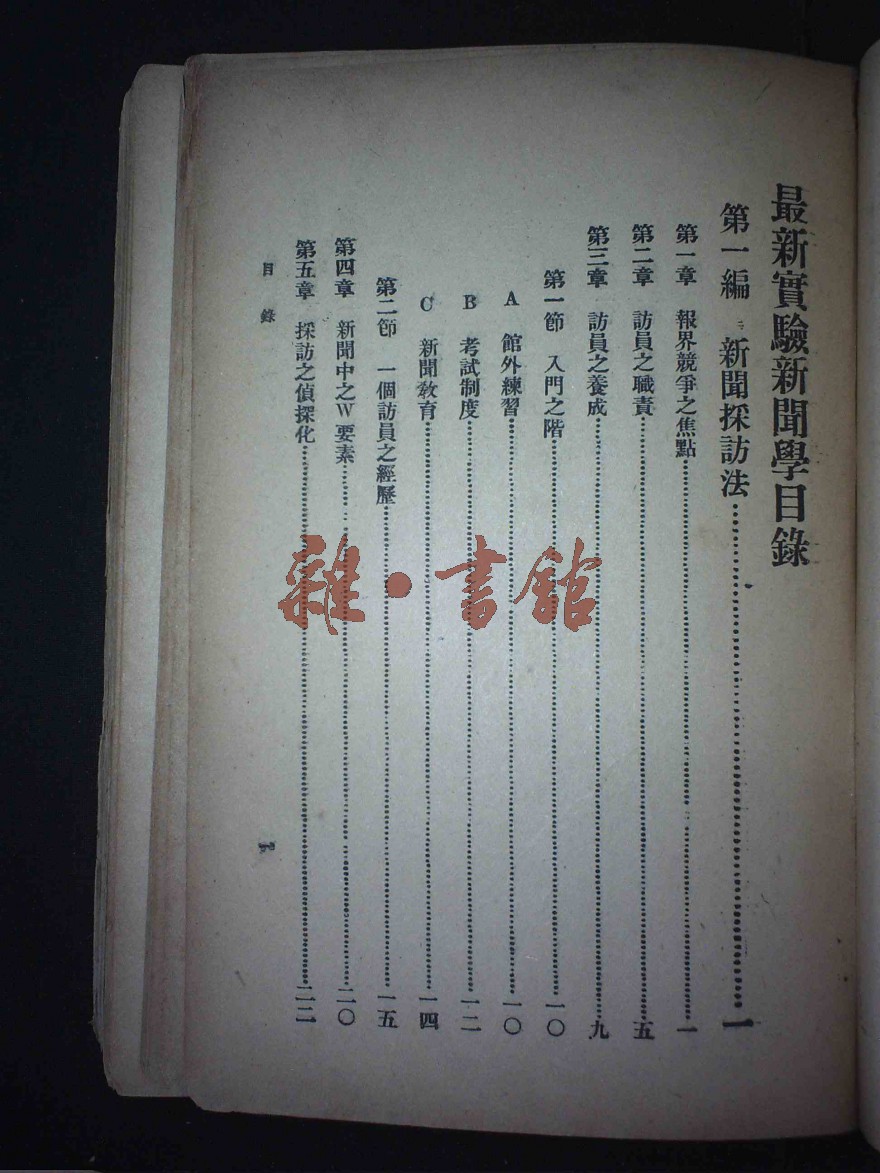 最新實驗新聞學目錄
第一編 新聞採訪法……一
第一章 報界競爭之焦點……一
第二章 訪員之職責……五
第三章 訪員之養成……九
第一節 入門之階……一〇
A 館外練習……一〇
B 考試制度……一二
C 新聞教育……一四
第二節 一個訪員之經歷……一五
第四章 新聞中之W要素……二〇
第五章 採訪之偵探化……二二
目錄
雜·書館